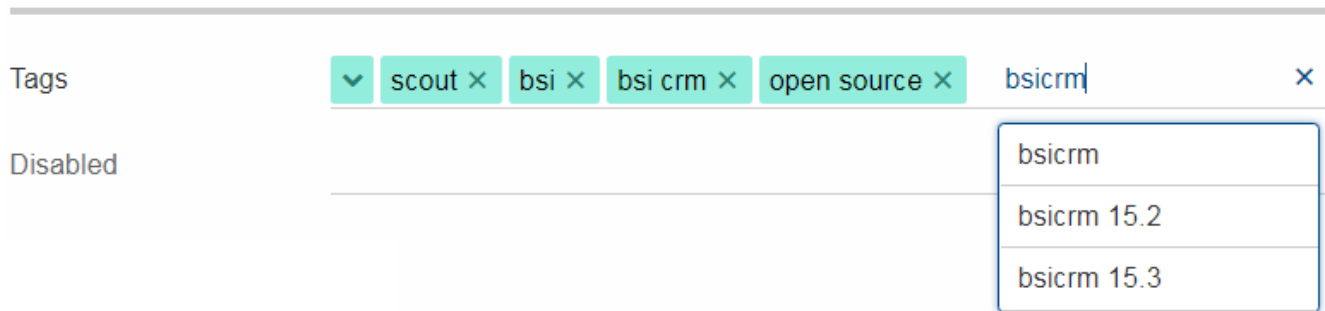 Tags scout × bsi × bsi crm × open source × bsicrm ×
Disabled
bsicrm
bsicrm 15.2
bsicrm 15.3